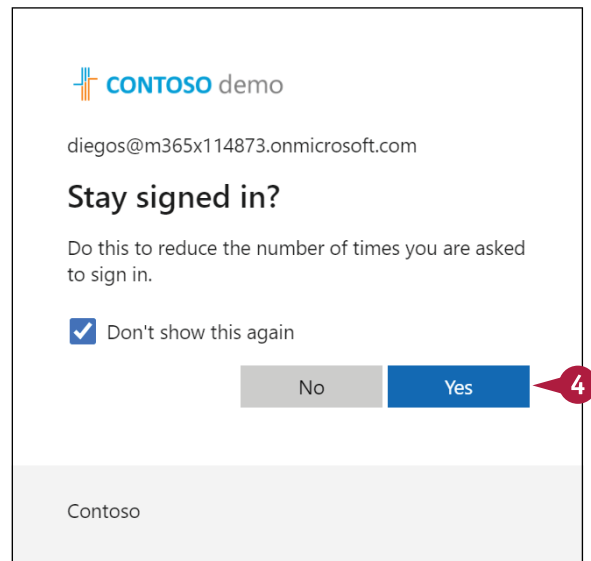 CONTOSO demo
diegos@m365x114873.onmicrosoft.com
Stay signed in?
Do this to reduce the number of times you are asked
to sign in.
Don't show this again
No Yes 4
Contoso